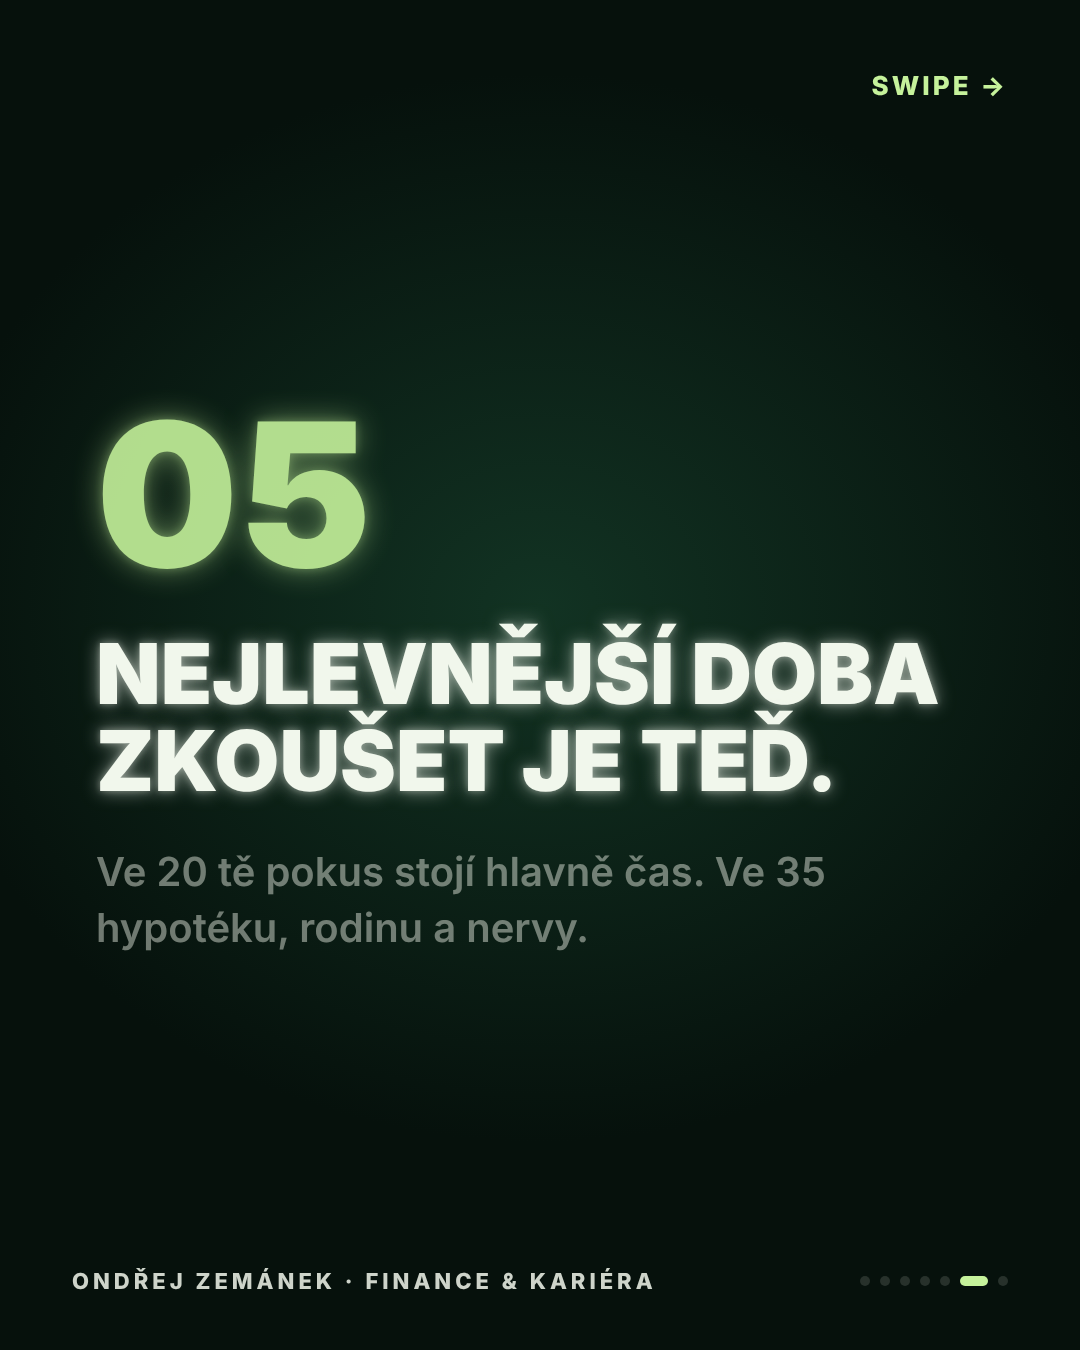 SWIPE →
05
NEJLEVNĚJŠÍ DOBA
ZKOUŠET JE TEĎ.
Ve 20 tě pokus stojí hlavně čas. Ve 35
hypotéku, rodinu a nervy.
ONDŘEJ ZEMÁNEK · FINANCE & KARIÉRA